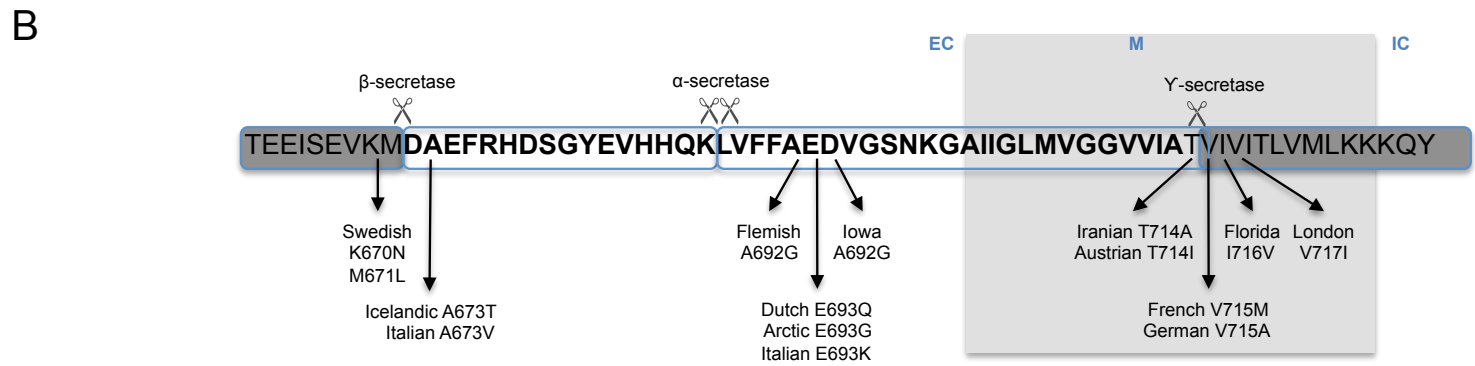 B
EC M IC
β-secretase α-secretase ϒ-secretase
TEEISEVKMDAEFRHDSGYEVHHQKLVFFAEDVGSNKGAIIGLMVGGVVIATVIVITLVMLKKKQY
Swedish
K670N
M671L
Icelandic A673T
Italian A673V
Flemish
A692G
Iowa
A692G
Dutch E693Q
Arctic E693G
Italian E693K
Iranian T714A
Austrian T714I
Florida
I716V
London
V717I
French V715M
German V715A